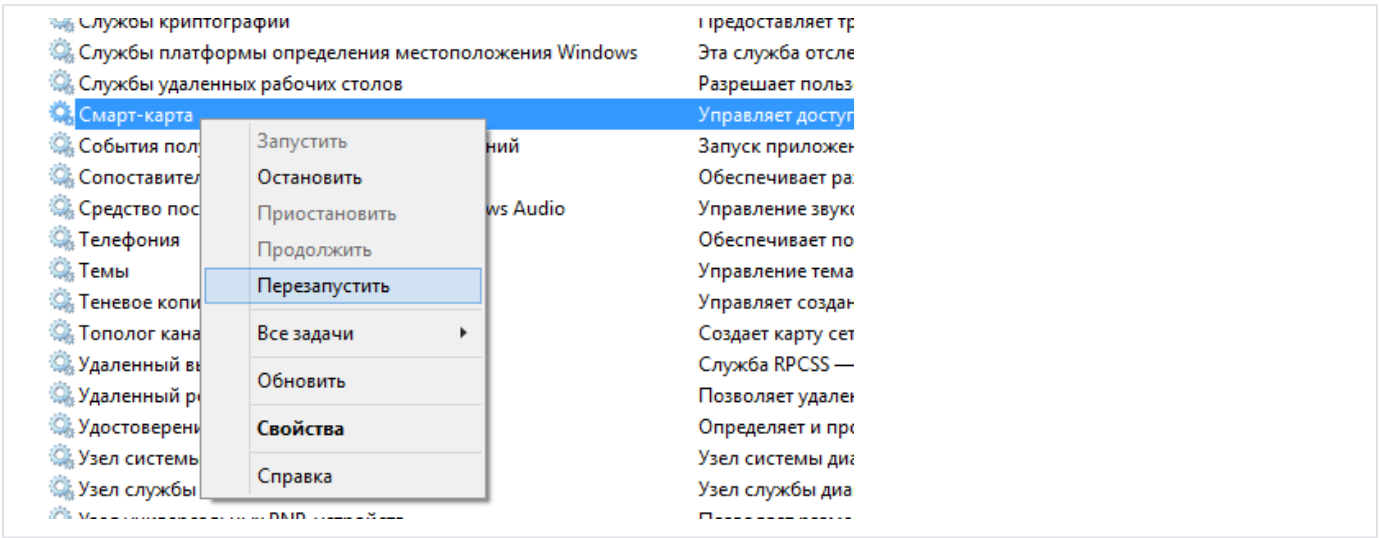 Службы криптографии Предоставляет
Службы платформы определения местоположения Windows Эта служба отсле
Службы удаленных рабочих столов Разрешает польз
Смарт-карта Управляет доступ
События пол ний Запуск приложен
Запустить
Сопоставител Обеспечивает ра
Остановить
Средство пос ws Audio Управление звуко
Приостановить
Телефония Обеспечивает по
Продолжить
Темы Управление тема
Перезапустить
Теневое копи Управляет создан
Тополог кана Создает карту сет
Все задачи
Удаленный вы Служба RPCSS —
Обновить
Удаленный ре Позволяет удален
Удостоверени Определяет и про
Свойства
Узел системы Узел системы диа
Справка
Узел службы Узел службы диа